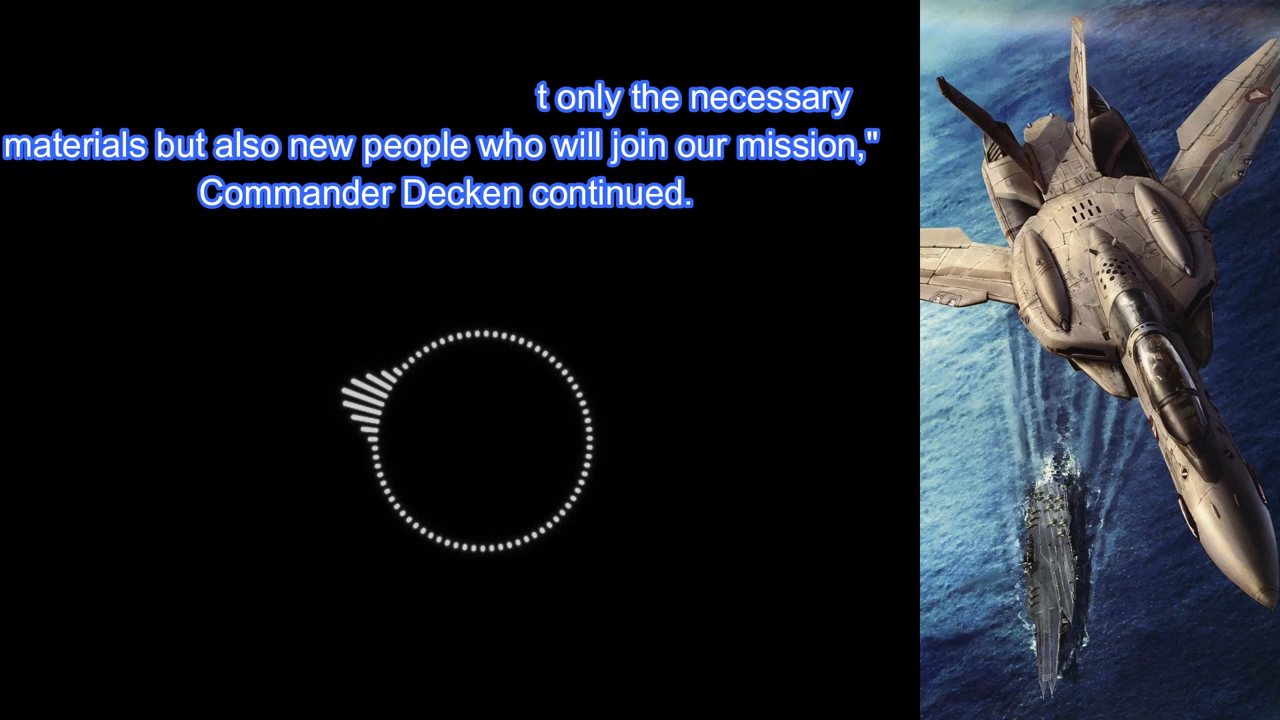 t only the necessary
materials but also new people who will join our mission,"
Commander Decken continued.